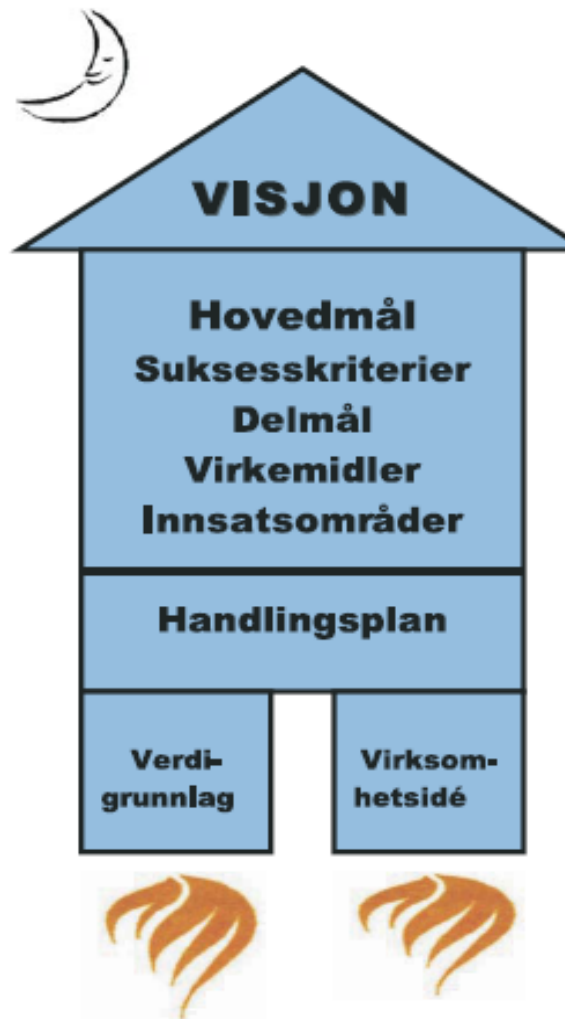 VISJON
Hovedmål
Suksesskriterier
Delmål
Virkemidler
Innsatsområder
Handlingsplan
Verdi-
grunnlag
Virksom-
hetsidé